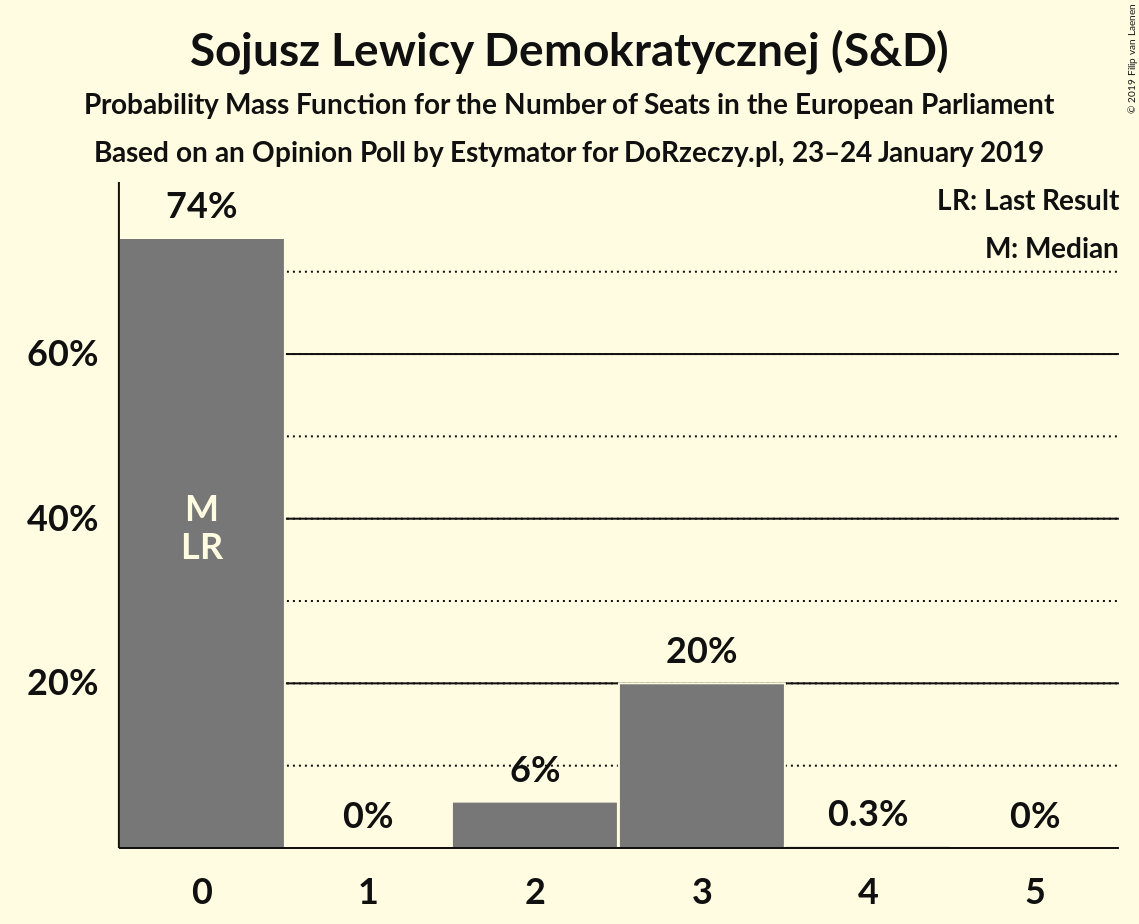 Sojusz Lewicy Demokratycznej (S&D)
Probability Mass Function for the Number of Seats in the European Parliament
Based on an Opinion Poll by Estymator for DoRzeczy.pl, 23–24 January 2019
© 2019 Filip van Laenen
LR: Last Result
M: Median
74%
60%
40%
20%
M
LR
0%
6%
20%
0.3%
0%
0 1 2 3 4 5